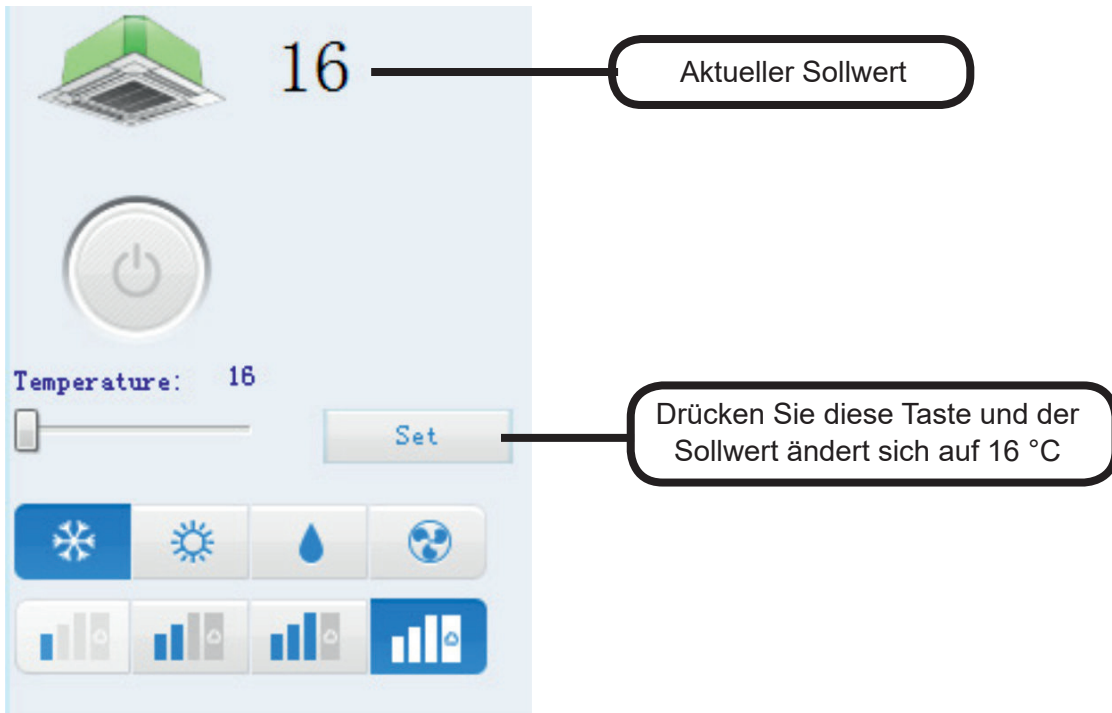 16
Aktueller Sollwert
Temperature: 16
Set
Drücken Sie diese Taste und der
Sollwert ändert sich auf 16 °C